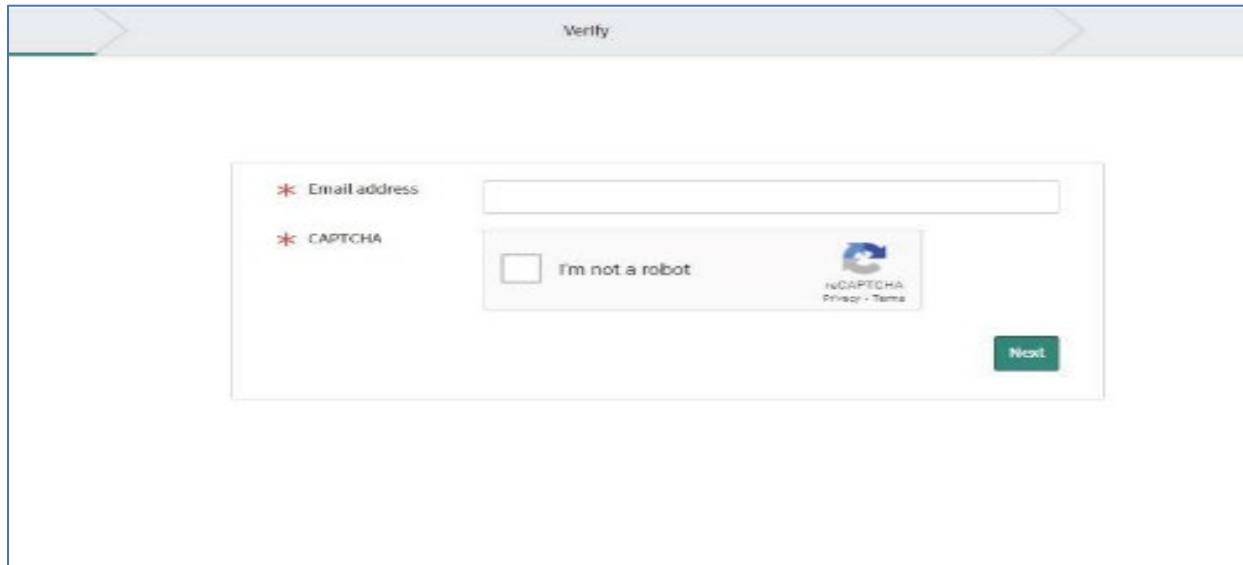 Verify
* Email address
* CAPTCHA
I'm not a robot
reCAPTCHA
Privacy - Terms
Next